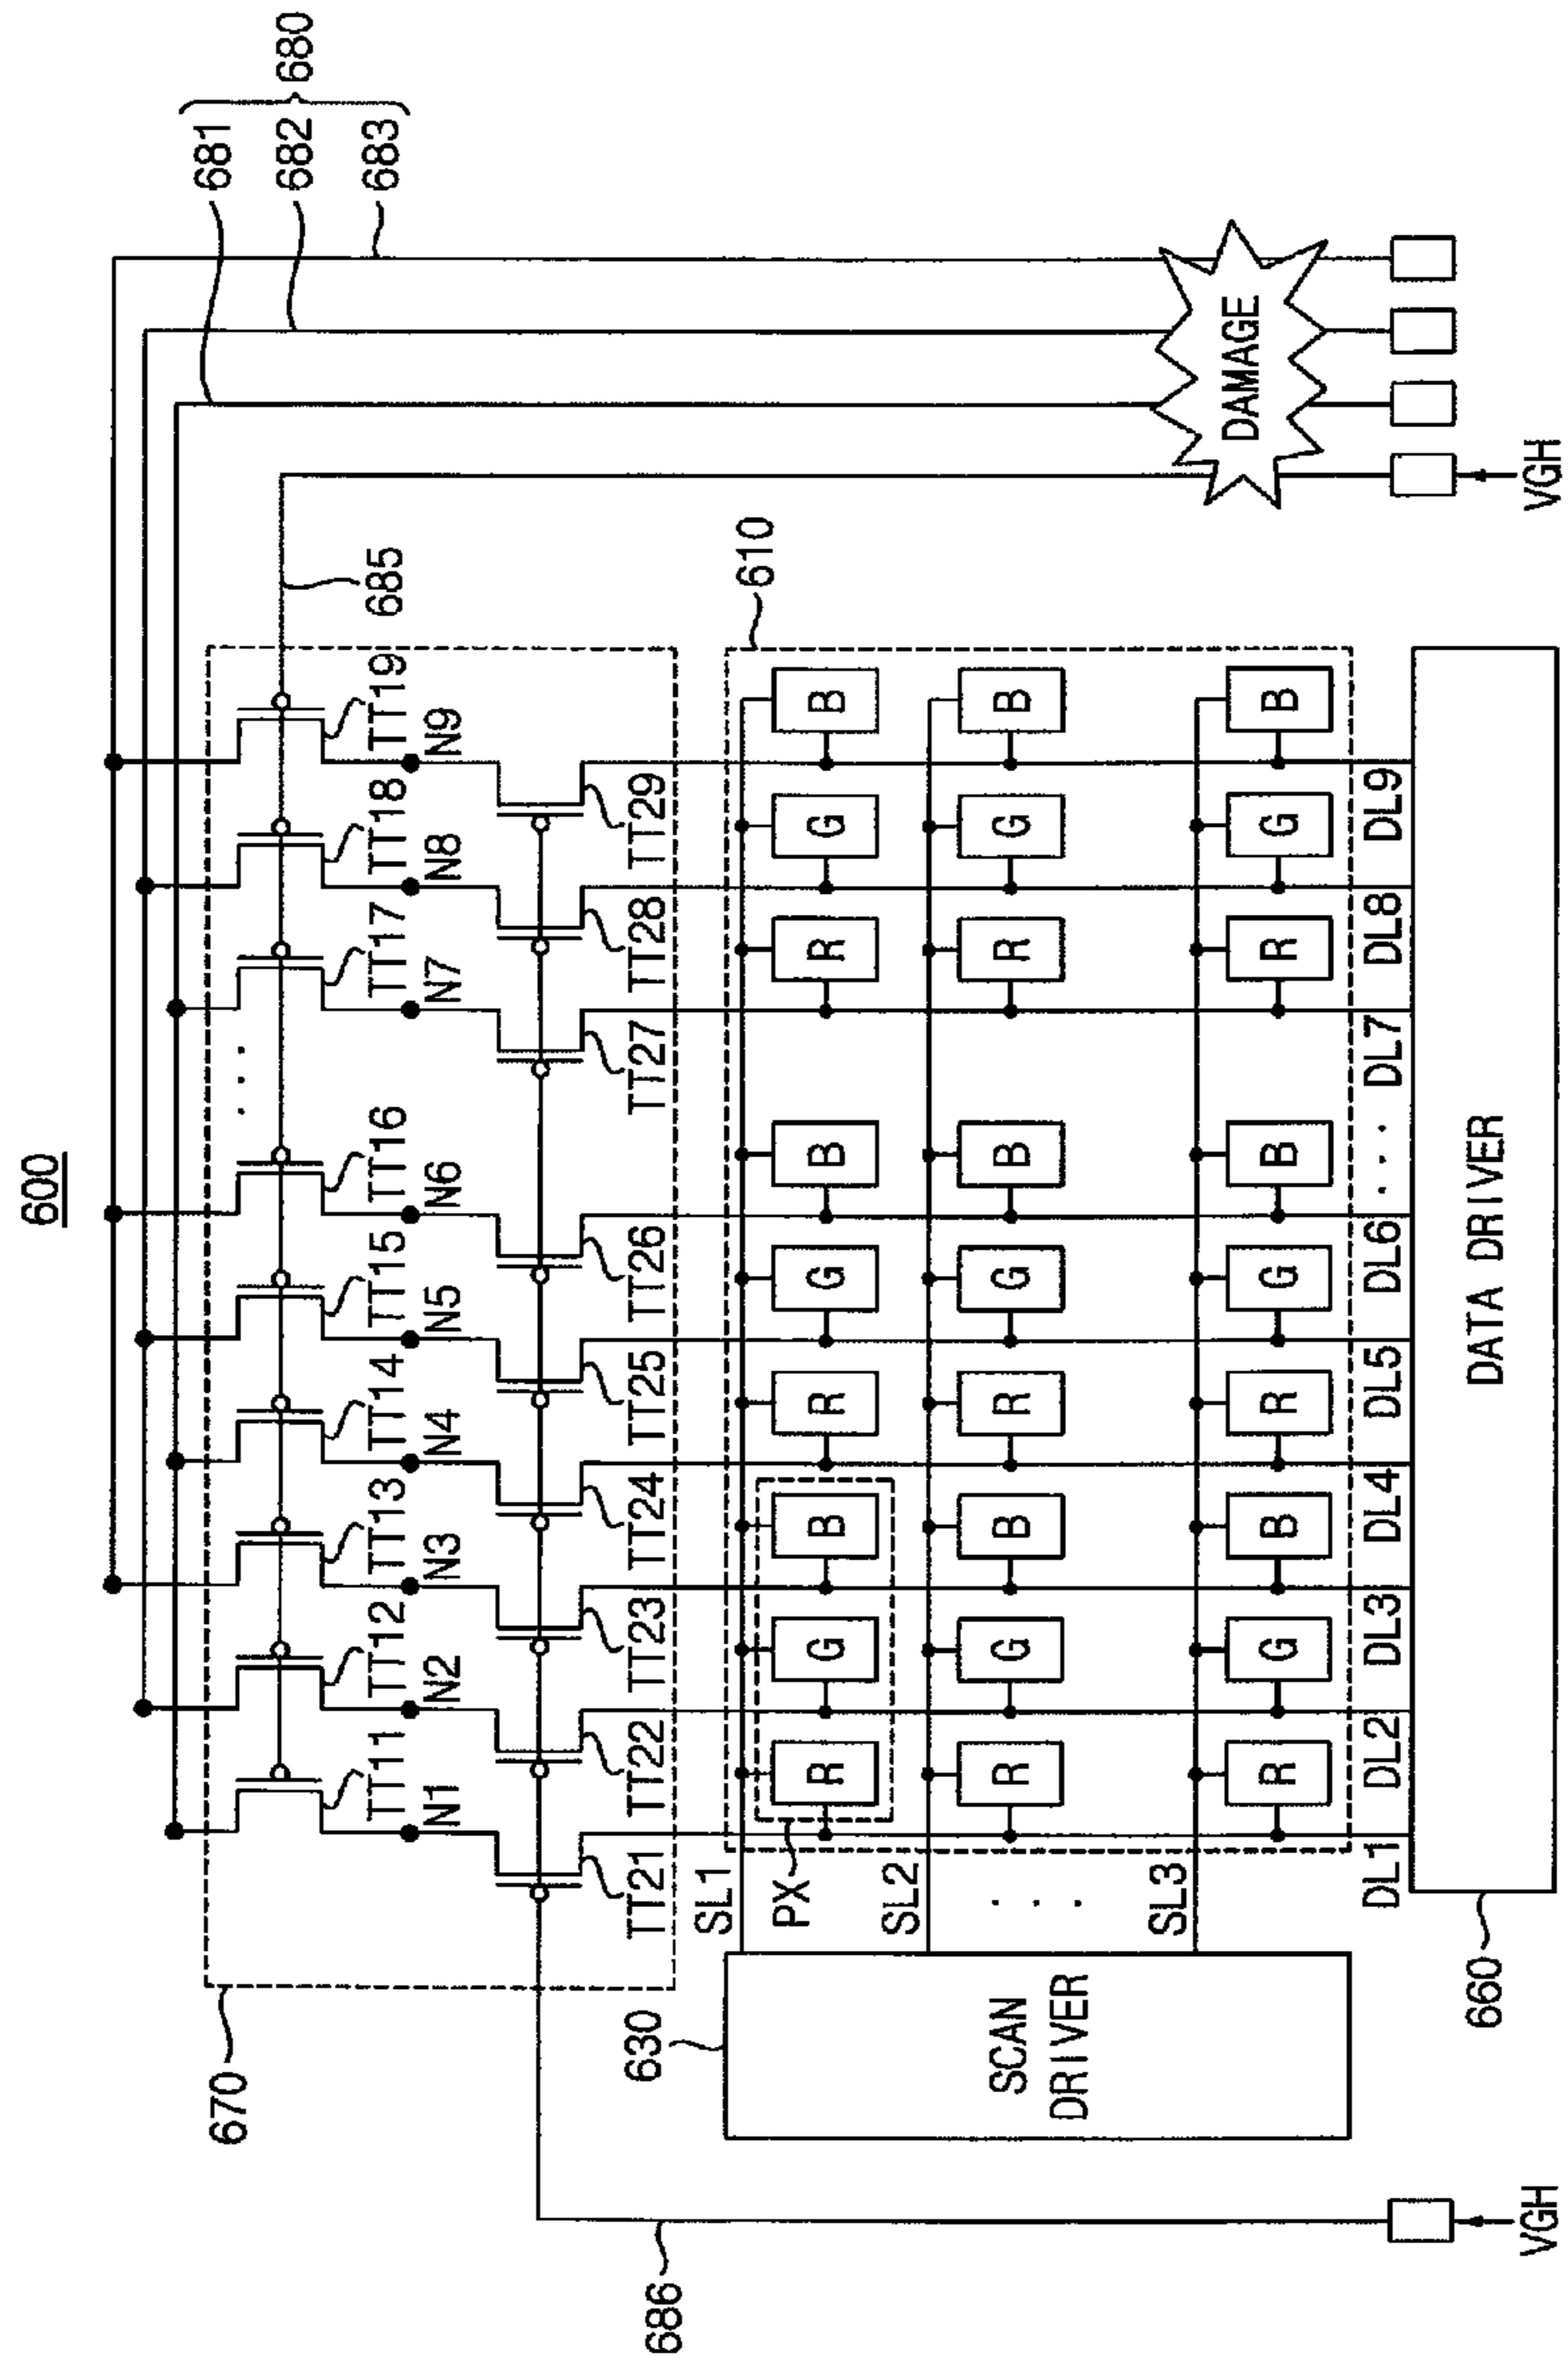 600
680
681
682
683
685
TT11 TT12 TT13 TT14 TT15 TT16 . . . TT17 TT18 TT19
N1 N2 N3 N4 N5 N6 N7 N8 N9
TT21 TT22 TT23 TT24 TT25 TT26 TT27 TT28 TT29
670
686
610
630
SCAN
DRIVER
SL1
PX
R G B R G B R G B
SL2
R G B R G B R G B
. . .
SL3
R G B R G B R G B
DL1 DL2 DL3 DL4 DL5 DL6 . . . DL7 DL8 DL9
DATA DRIVER
660
DAMAGE
VGH
VGH